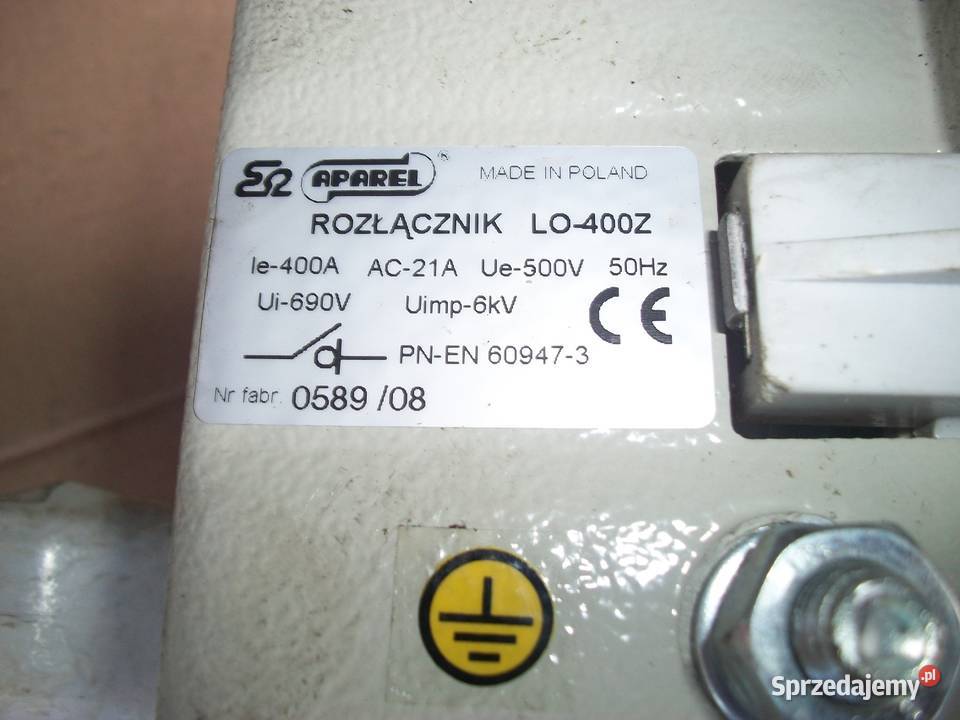 APAREL ® MADE IN POLAND
ROZŁĄCZNIK LO-400Z
Ie-400A AC-21A Ue-500V 50Hz
Ui-690V Uimp-6kV CE
PN-EN 60947-3
Nr fabr. 0589 /08
Sprzedajemy.pl